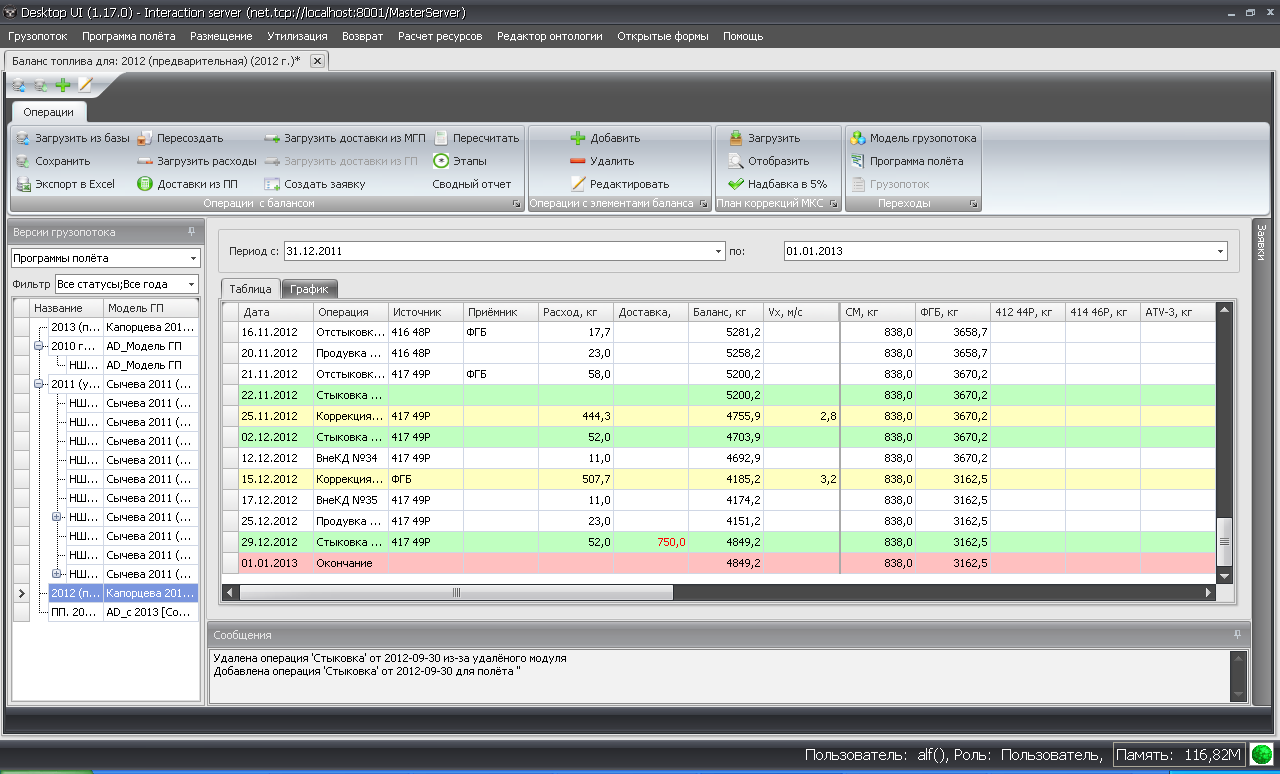 Desktop UI (1.17.0) - Interaction server (net.tcp://localhost:8001/MasterServer)
Грузопоток Программа полёта Размещение Утилизация Возврат Расчет ресурсов Редактор онтологии Открытые формы Помощь
Баланс топлива для: 2012 (предварительная) (2012 г.)*
Операции
Загрузить из базы Пересоздать Загрузить доставки из МГП Пересчитать Добавить Загрузить Модель грузопотока
Сохранить Загрузить расходы Загрузить доставки из ГП Этапы Удалить Отобразить Программа полёта
Экспорт в Excel Доставки из ПП Создать заявку Сводный отчет Редактировать Надбавка в 5% Грузопоток
Операции с балансом Операции с элементами баланса План коррекций МКС Переходы
Версии грузопотока
Программы полёта
Фильтр Все статусы;Все года
Название Модель ГП
2013 (п... Капорцева 201...
2010 г... AD_Модель ГП
НШ... AD_Модель ГП
2011 (у... Сычева 2011 (...
НШ... Сычева 2011 (...
НШ... Сычева 2011 (...
НШ... Сычева 2011 (...
НШ... Сычева 2011 (...
НШ... Сычева 2011 (...
НШ... Сычева 2011 (...
НШ... Сычева 2011 (...
НШ... Сычева 2011 (...
НШ... Сычева 2011 (...
НШ... Сычева 2011 (...
2012 (п... Капорцева 201...
ПП. 20... AD_с 2013 [Со...
Период с: 31.12.2011 по: 01.01.2013
Таблица График
Дата Операция Источник Приёмник Расход, кг Доставка, Баланс, кг Vx, м/с СМ, кг ФГБ, кг 412 44Р, кг 414 46Р, кг ATV-3, кг
16.11.2012 Отстыковк... 416 48Р ФГБ 17,7 5281,2 838,0 3658,7
20.11.2012 Продувка ... 416 48Р 23,0 5258,2 838,0 3658,7
21.11.2012 Отстыковк... 417 49Р ФГБ 58,0 5200,2 838,0 3670,2
22.11.2012 Стыковка ... 5200,2 838,0 3670,2
25.11.2012 Коррекция... 417 49Р 444,3 4755,9 2,8 838,0 3670,2
02.12.2012 Стыковка ... 417 49Р 52,0 4703,9 838,0 3670,2
12.12.2012 ВнеКД №34 417 49Р 11,0 4692,9 838,0 3670,2
15.12.2012 Коррекция... ФГБ 507,7 4185,2 3,2 838,0 3162,5
17.12.2012 ВнеКД №35 417 49Р 11,0 4174,2 838,0 3162,5
25.12.2012 Продувка ... 417 49Р 23,0 4151,2 838,0 3162,5
29.12.2012 Стыковка ... 417 49Р 52,0 750,0 4849,2 838,0 3162,5
01.01.2013 Окончание 4849,2 838,0 3162,5
Заявки
Сообщения
Удалена операция 'Стыковка' от 2012-09-30 из-за удалёного модуля
Добавлена операция 'Стыковка' от 2012-09-30 для полёта ''
Пользователь: alf(), Роль: Пользователь, Память: 116,82M